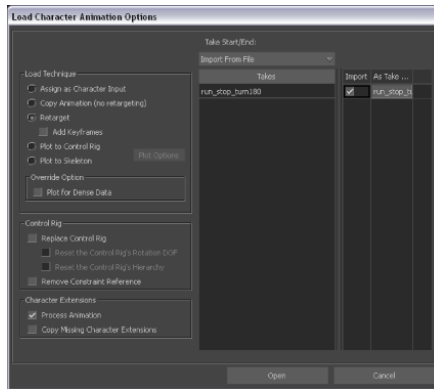 Load Character Animation Options
Take Start/End:
Import From File
Load Technique
Assign as Character Input
Copy Animation (no retargeting)
Retarget
Add Keyframes
Plot to Control Rig
Plot to Skeleton
Plot Options
Override Option
Plot for Dense Data
Control Rig
Replace Control Rig
Reset the Control Rig's Rotation DOF
Reset the Control Rig's Hierarchy
Remove Constraint Reference
Character Extensions
Process Animation
Copy Missing Character Extensions
Takes
run_stop_turn180
Import As Take ...
run_stop_tu
Open Cancel